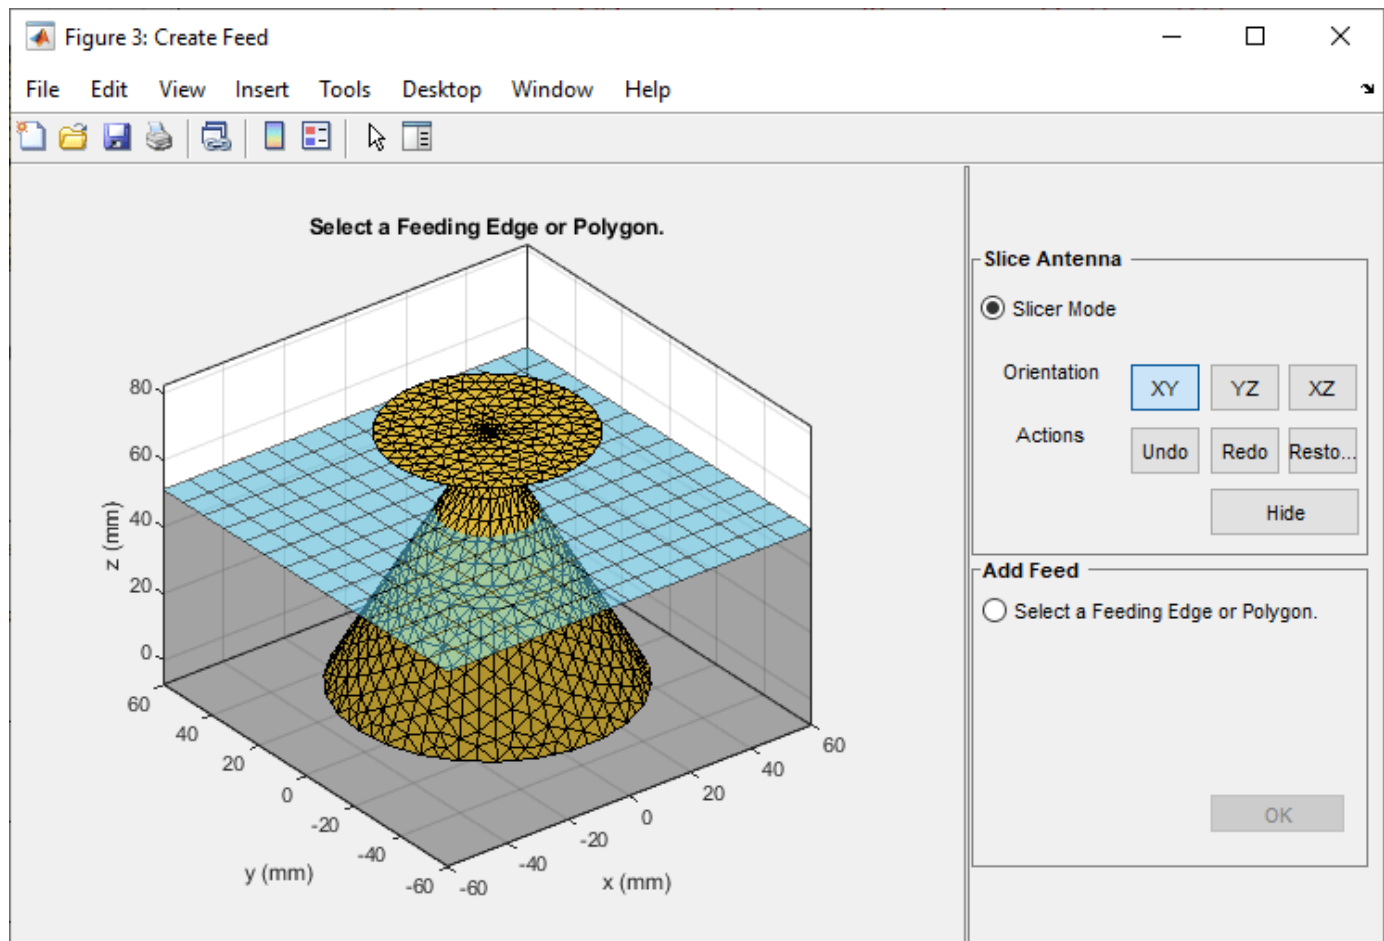 Figure 3: Create Feed
File Edit View Insert Tools Desktop Window Help
Select a Feeding Edge or Polygon.
80
60
40
20
0
z (mm)
60
40
20
0
-20
-40
-60
y (mm)
-60
-40
-20
0
20
40
60
x (mm)
Slice Antenna
Slicer Mode
Orientation XY YZ XZ
Actions Undo Redo Resto...
Hide
Add Feed
Select a Feeding Edge or Polygon.
OK